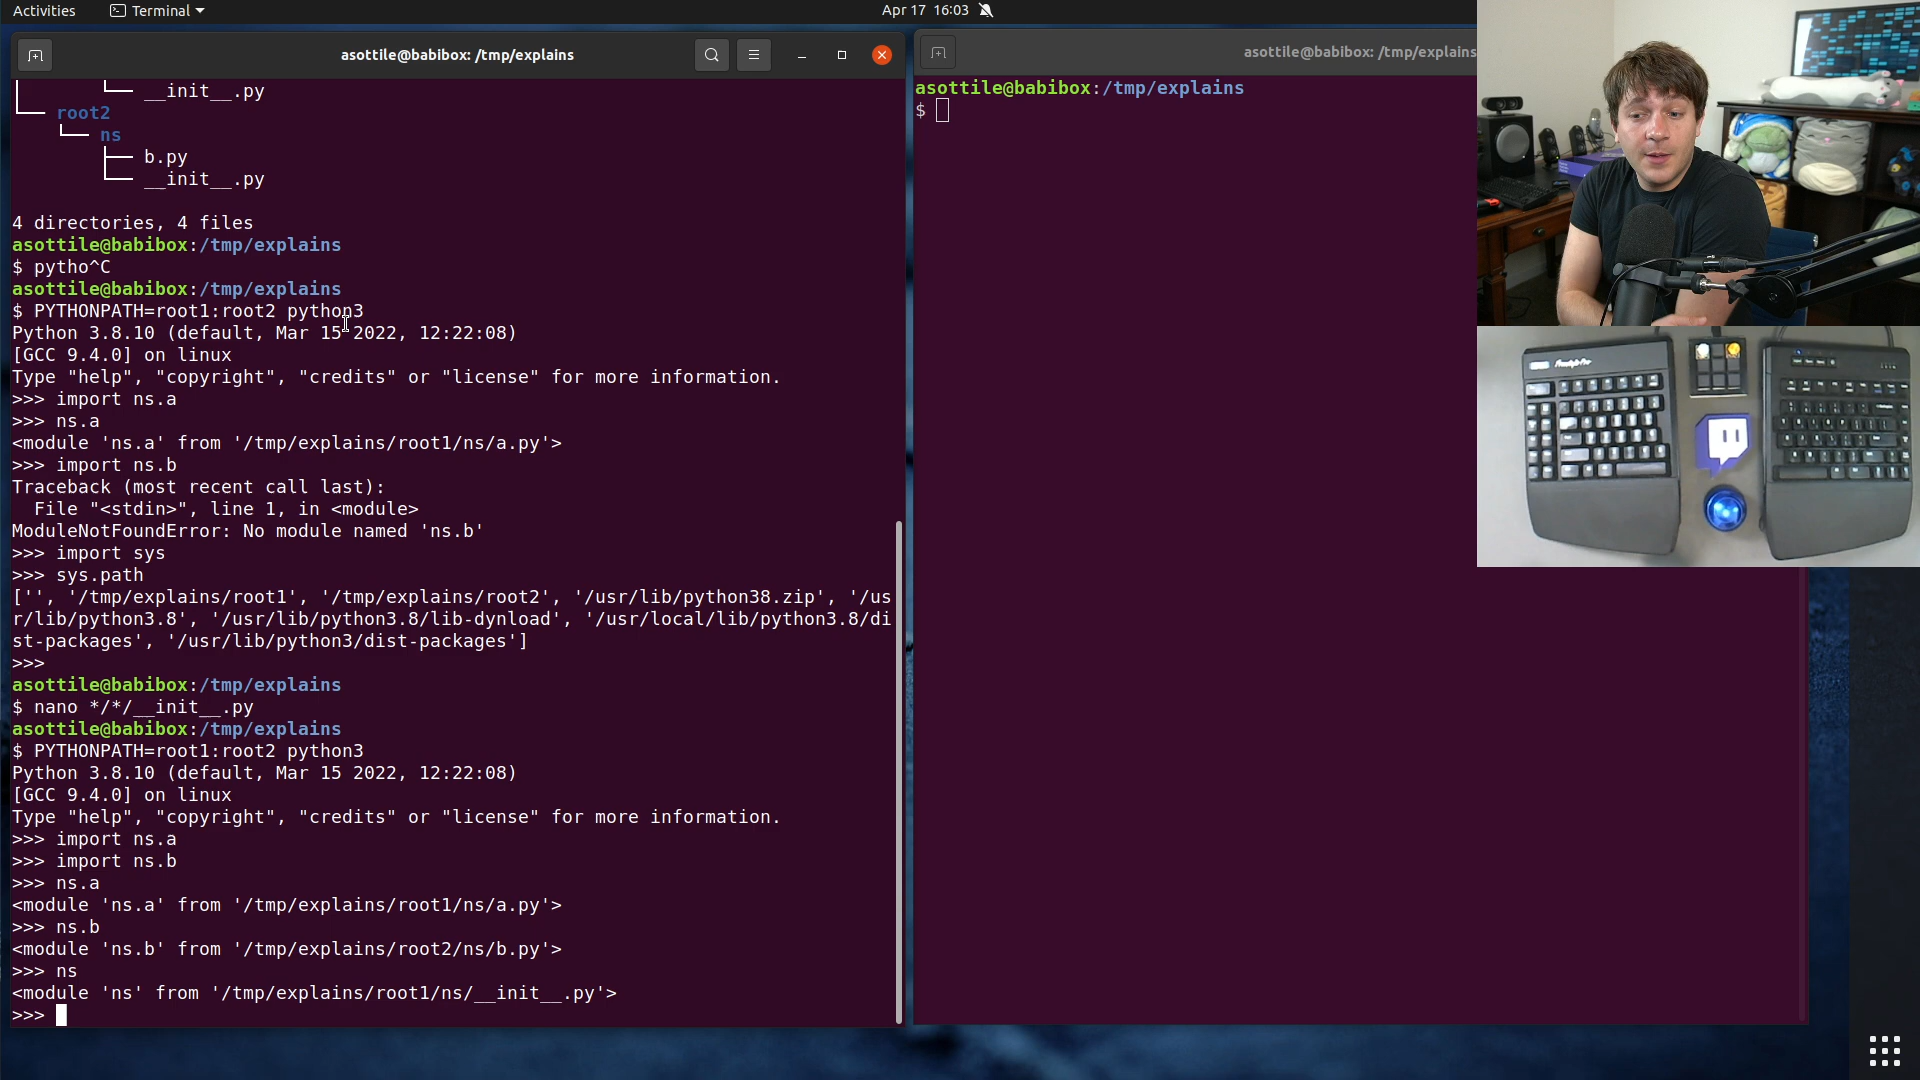 Activities
Terminal
Apr 17 16:03
asottile@babibox: /tmp/explains
__init__.py
root2
ns
b.py
__init__.py
4 directories, 4 files
asottile@babibox:/tmp/explains
$ pytho^C
asottile@babibox:/tmp/explains
$ PYTHONPATH=root1:root2 python3
Python 3.8.10 (default, Mar 15 2022, 12:22:08)
[GCC 9.4.0] on linux
Type "help", "copyright", "credits" or "license" for more information.
>>> import ns.a
>>> ns.a
<module 'ns.a' from '/tmp/explains/root1/ns/a.py'>
>>> import ns.b
Traceback (most recent call last):
File "<stdin>", line 1, in <module>
ModuleNotFoundError: No module named 'ns.b'
>>> import sys
>>> sys.path
['', '/tmp/explains/root1', '/tmp/explains/root2', '/usr/lib/python38.zip', '/us
r/lib/python3.8', '/usr/lib/python3.8/lib-dynload', '/usr/local/lib/python3.8/di
st-packages', '/usr/lib/python3/dist-packages']
>>>
asottile@babibox:/tmp/explains
$ nano */*/__init__.py
asottile@babibox:/tmp/explains
$ PYTHONPATH=root1:root2 python3
Python 3.8.10 (default, Mar 15 2022, 12:22:08)
[GCC 9.4.0] on linux
Type "help", "copyright", "credits" or "license" for more information.
>>> import ns.a
>>> import ns.b
>>> ns.a
<module 'ns.a' from '/tmp/explains/root1/ns/a.py'>
>>> ns.b
<module 'ns.b' from '/tmp/explains/root2/ns/b.py'>
>>> ns
<module 'ns' from '/tmp/explains/root1/ns/__init__.py'>
>>>
asottile@babibox: /tmp/explains
asottile@babibox:/tmp/explains
$